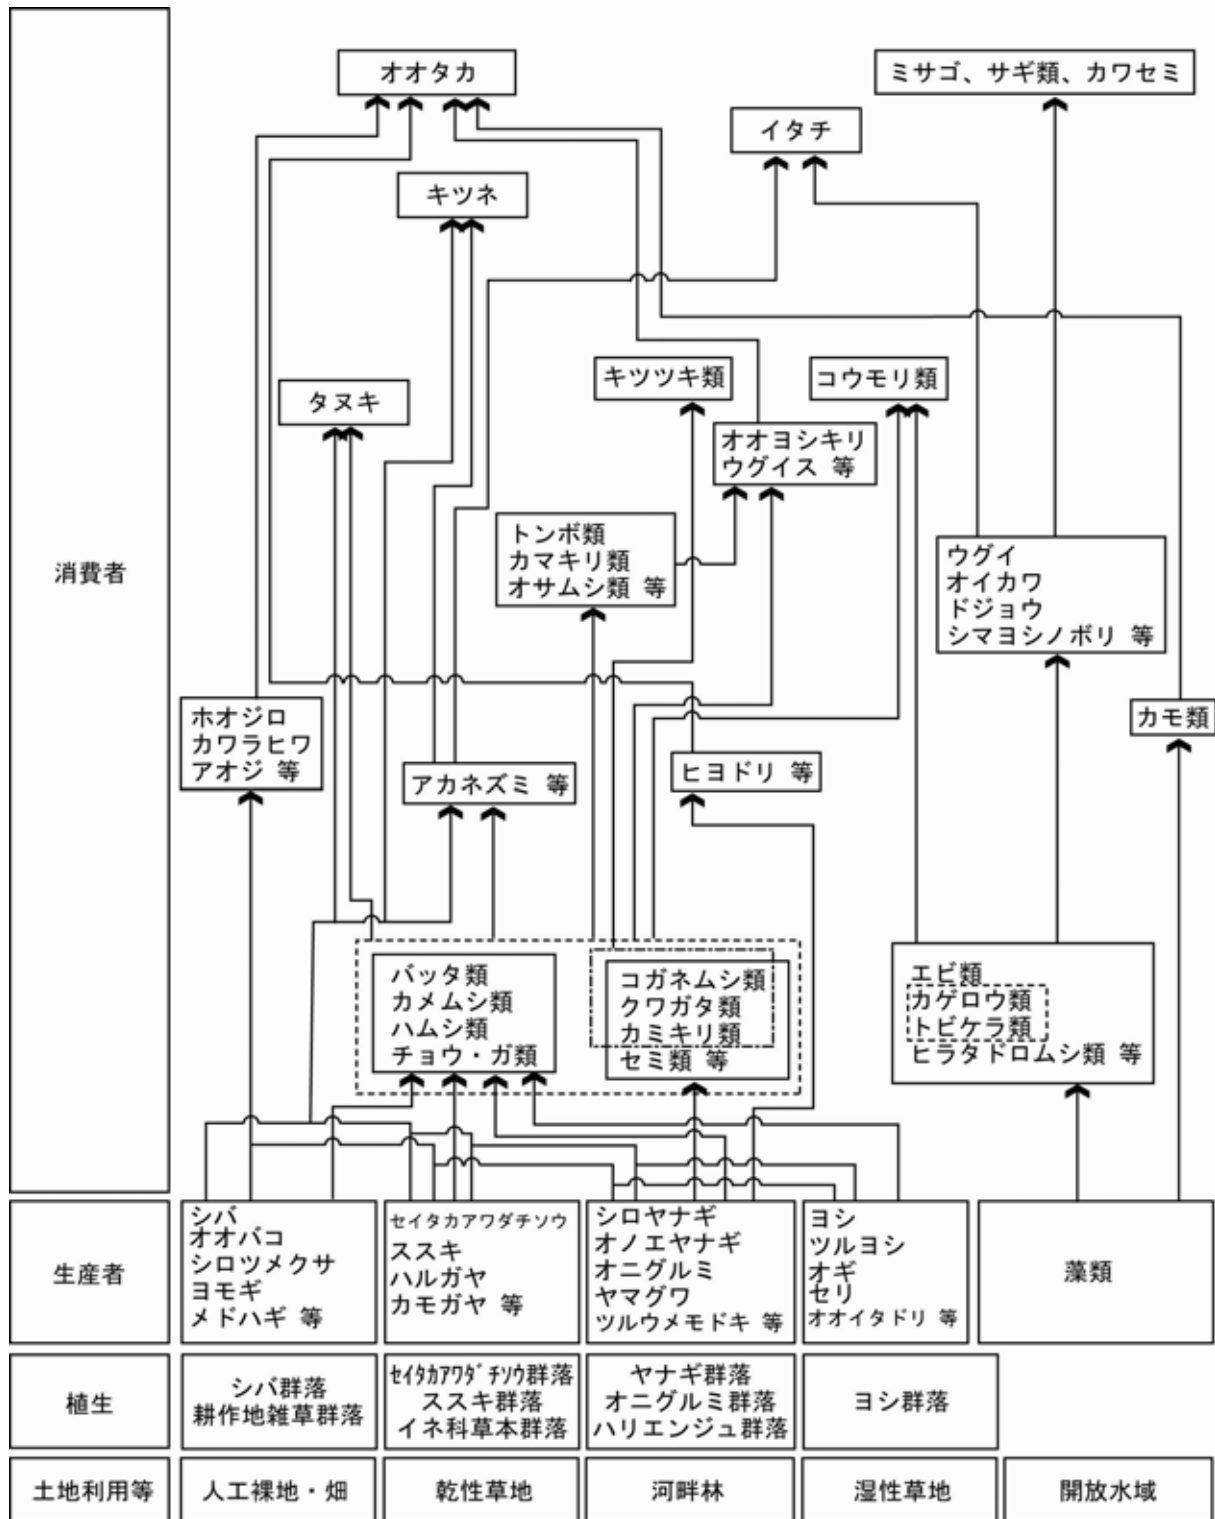 オオタカ
ミサゴ、サギ類、カワセミ
イタチ
キツネ
キツツキ類
コウモリ類
タヌキ
オオヨシキリ
ウグイス 等
トンボ類
カマキリ類
オサムシ類 等
ウグイ
オイカワ
ドジョウ
シマヨシノボリ 等
消費者
ホオジロ
カワラヒワ
アオジ 等
カモ類
アカネズミ 等
ヒヨドリ 等
バッタ類
カメムシ類
ハムシ類
チョウ・ガ類
コガネムシ類
クワガタ類
カミキリ類
セミ類 等
エビ類
カゲロウ類
トビケラ類
ヒラタドロムシ類 等
生産者
シバ
オオバコ
シロツメクサ
ヨモギ
メドハギ 等
セイタカアワダチソウ
ススキ
ハルガヤ
カモガヤ 等
シロヤナギ
オノエヤナギ
オニグルミ
ヤマグワ
ツルウメモドキ 等
ヨシ
ツルヨシ
オギ
セリ
オオイタドリ 等
藻類
植生
シバ群落
耕作地雑草群落
セイタカアワダチソウ群落
ススキ群落
イネ科草本群落
ヤナギ群落
オニグルミ群落
ハリエンジュ群落
ヨシ群落
土地利用等
人工裸地・畑
乾性草地
河畔林
湿性草地
開放水域